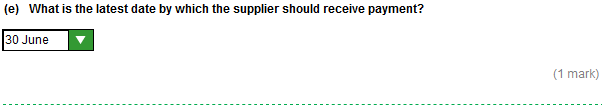 (e) What is the latest date by which the supplier should receive payment?
30 June
(1 mark)